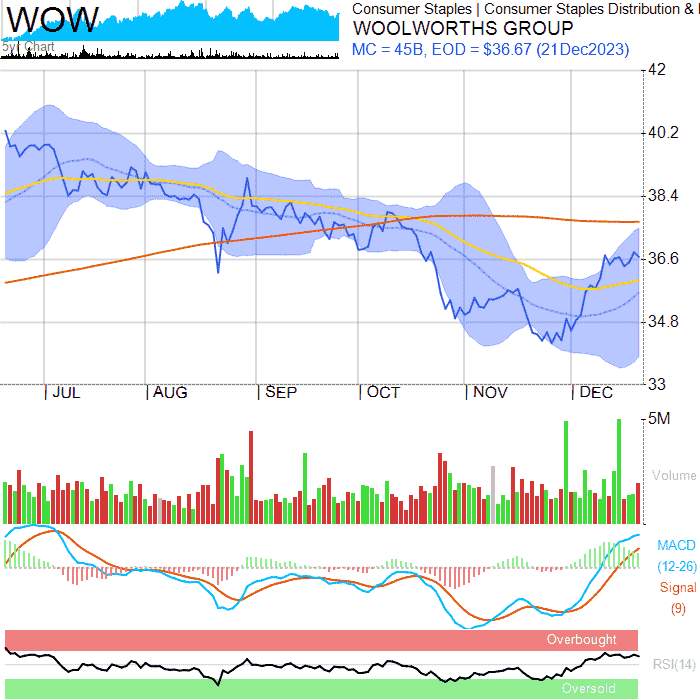 WOW
5yr Chart
Consumer Staples | Consumer Staples Distribution &
WOOLWORTHS GROUP
MC = 45B, EOD = $36.67 (21Dec2023)
42
40.2
38.4
36.6
34.8
33
JUL AUG SEP OCT NOV DEC
5M
Volume
MACD
(12-26)
Signal
(9)
Overbought
RSI(14)
Oversold